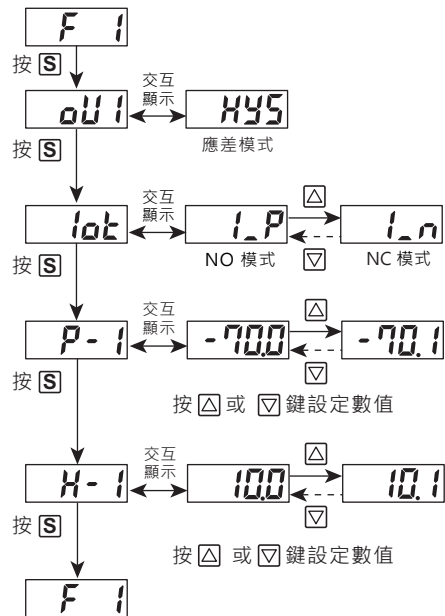 F 1
按 S
交互
顯示
oU1 HYS
應差模式
按 S
交互
顯示
1ot 1_P △ 1_n
NO 模式 ▽ NC 模式
按 S
交互
顯示
P-1 -70.0 △ -70.1
▽
按 △ 或 ▽ 鍵設定數值
按 S
交互
顯示
H-1 10.0 △ 10.1
▽
按 △ 或 ▽ 鍵設定數值
按 S
F 1